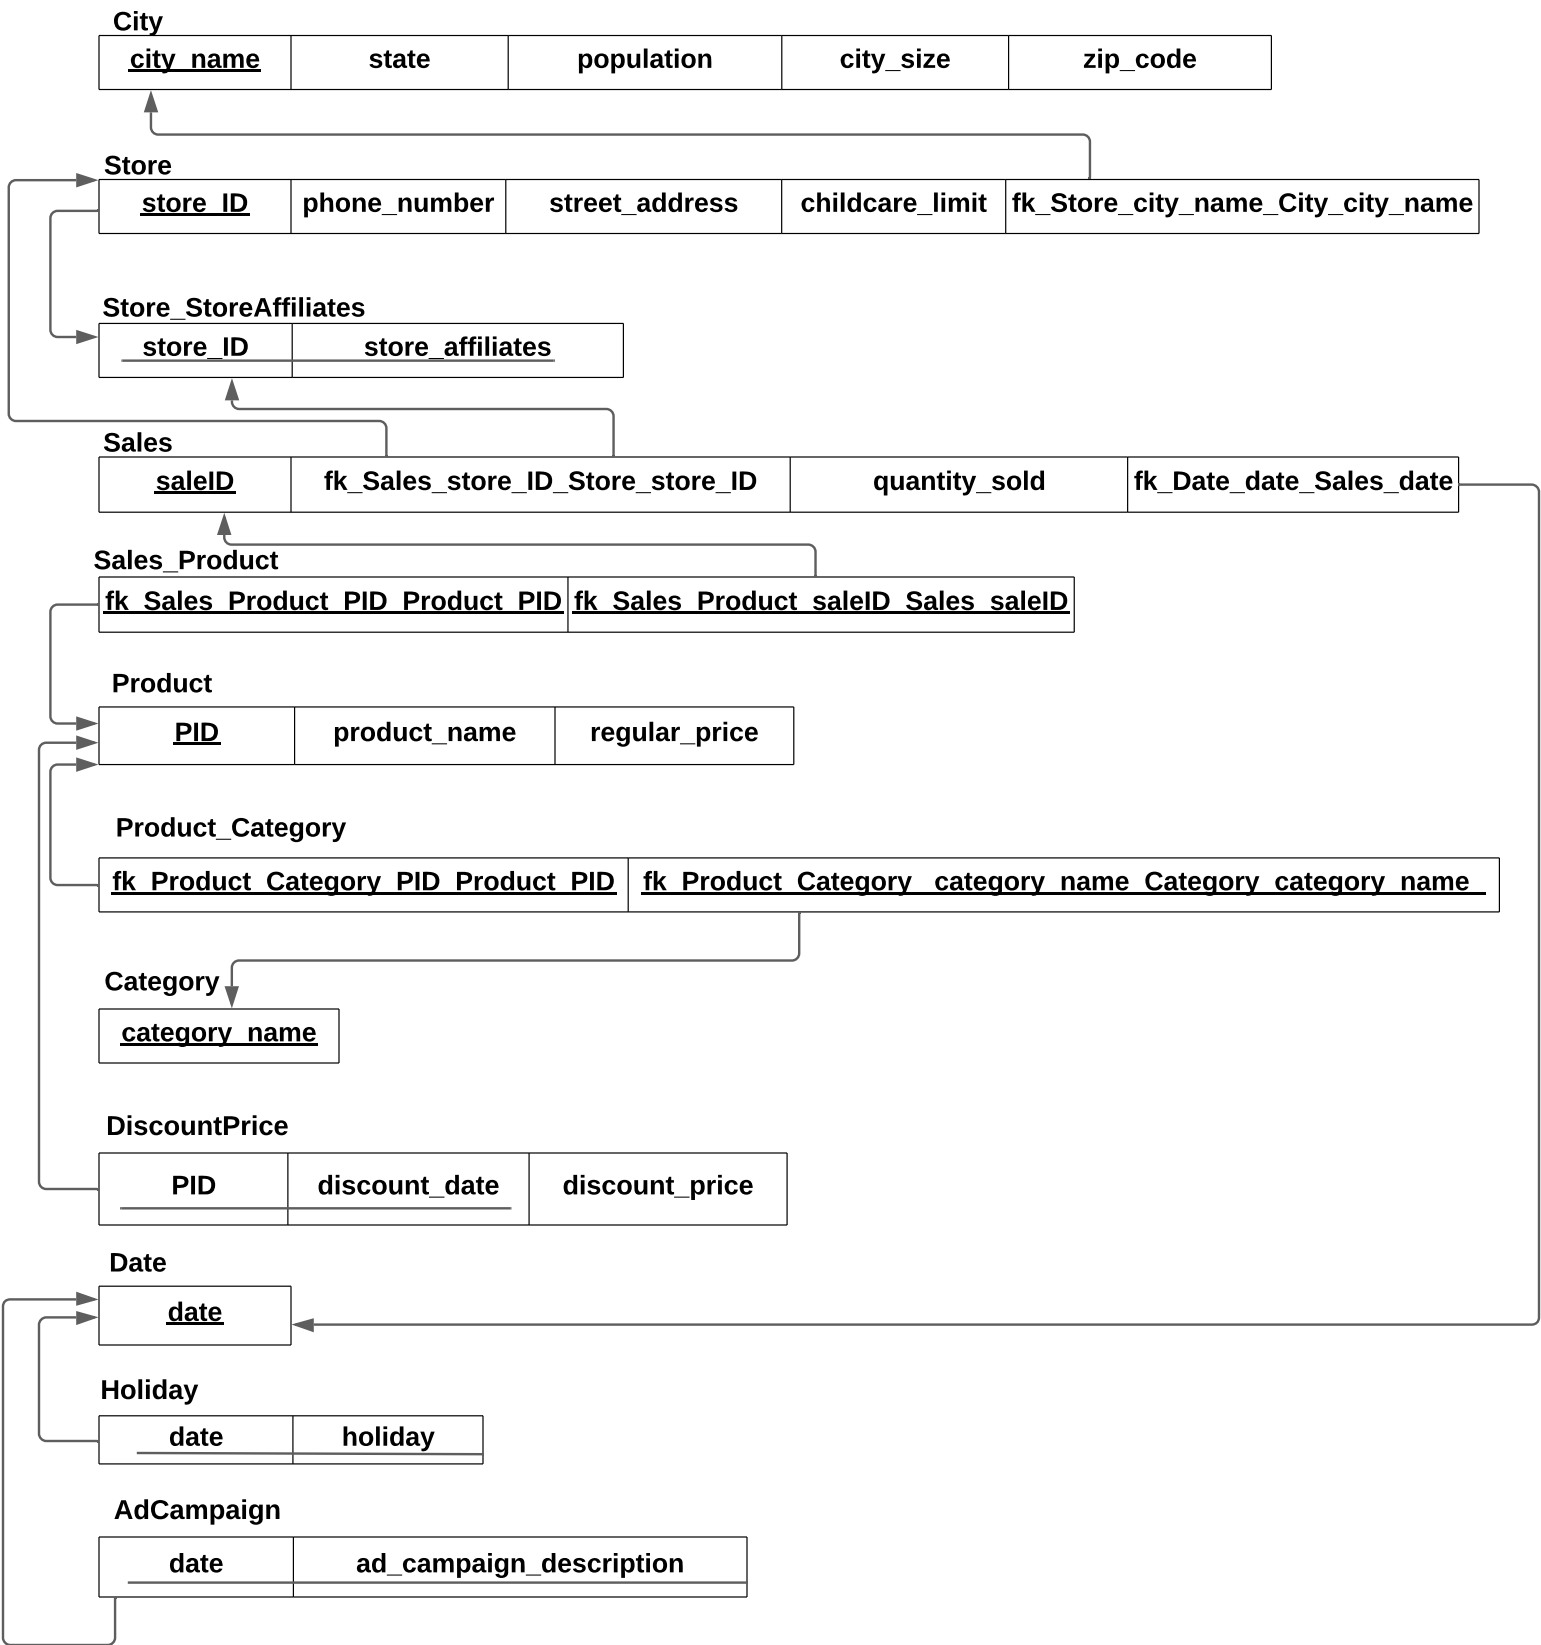 City
city_name state population city_size zip_code
Store
store_ID phone_number street_address childcare_limit fk_Store_city_name_City_city_name
Store_StoreAffiliates
store_ID store_affiliates
Sales
saleID fk_Sales_store_ID_Store_store_ID quantity_sold fk_Date_date_Sales_date
Sales_Product
fk_Sales_Product_PID_Product_PID fk_Sales_Product_saleID_Sales_saleID
Product
PID product_name regular_price
Product_Category
fk_Product_Category_PID_Product_PID fk_Product_Category_ category_name_Category_category_name_
Category
category_name
DiscountPrice
PID discount_date discount_price
Date
date
Holiday
date holiday
AdCampaign
date ad_campaign_description